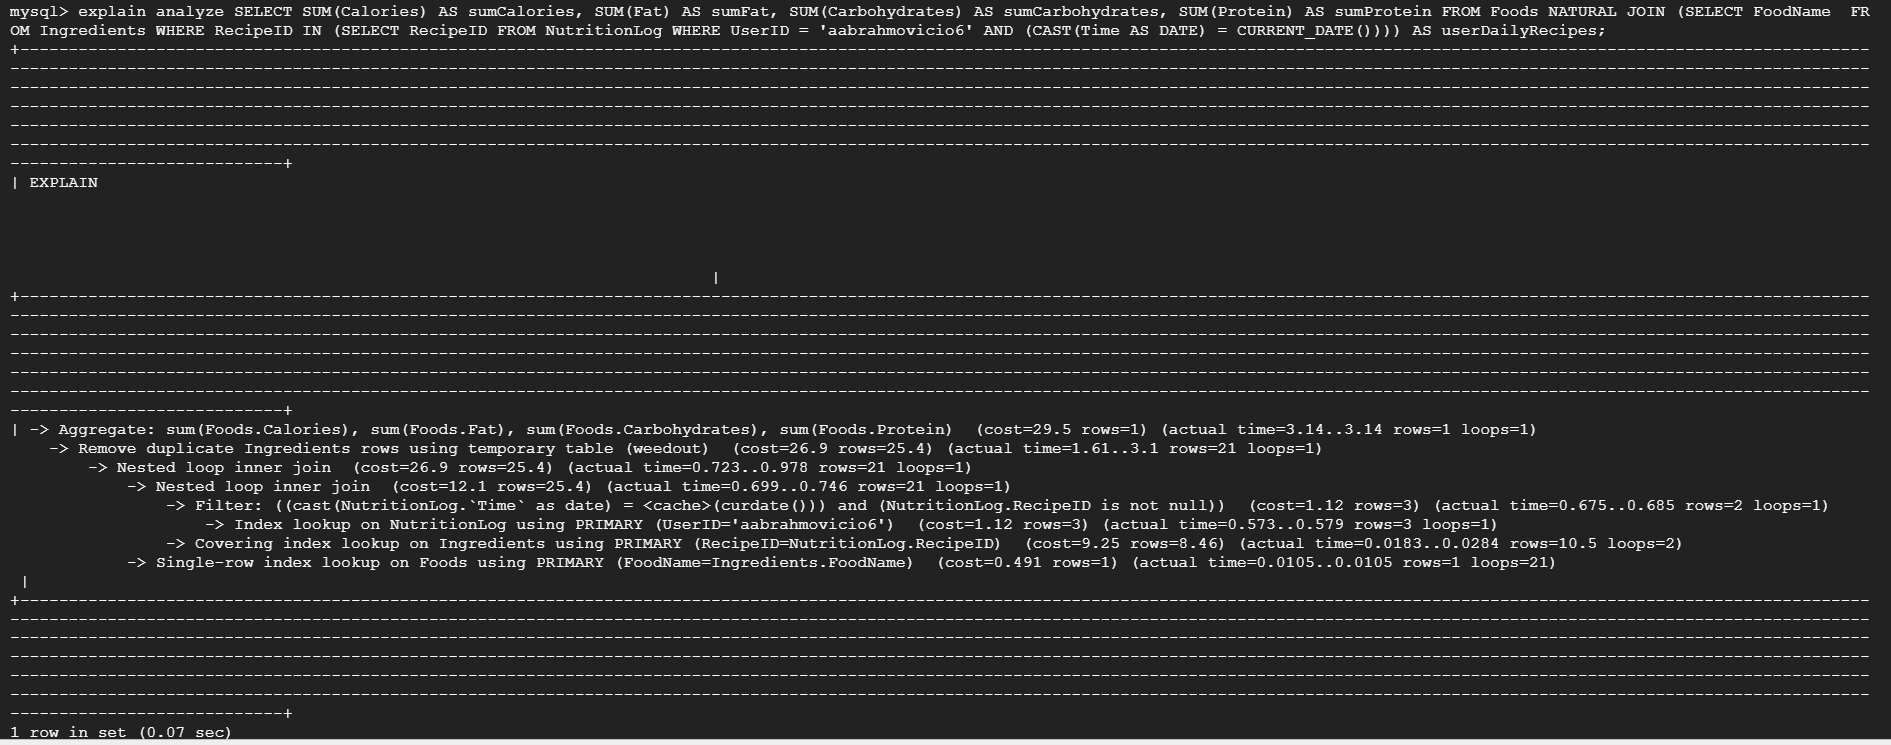 mysql> explain analyze SELECT SUM(Calories) AS sumCalories, SUM(Fat) AS sumFat, SUM(Carbohydrates) AS sumCarbohydrates, SUM(Protein) AS sumProtein FROM Foods NATURAL JOIN (SELECT FoodName  FR
OM Ingredients WHERE RecipeID IN (SELECT RecipeID FROM NutritionLog WHERE UserID = 'aabrahmovicio6' AND (CAST(Time AS DATE) = CURRENT_DATE()))) AS userDailyRecipes;
| EXPLAIN
|
| -> Aggregate: sum(Foods.Calories), sum(Foods.Fat), sum(Foods.Carbohydrates), sum(Foods.Protein)  (cost=29.5 rows=1) (actual time=3.14..3.14 rows=1 loops=1)
    -> Remove duplicate Ingredients rows using temporary table (weedout)  (cost=26.9 rows=25.4) (actual time=1.61..3.1 rows=21 loops=1)
        -> Nested loop inner join  (cost=26.9 rows=25.4) (actual time=0.723..0.978 rows=21 loops=1)
            -> Nested loop inner join  (cost=12.1 rows=25.4) (actual time=0.699..0.746 rows=21 loops=1)
                -> Filter: ((cast(NutritionLog.`Time` as date) = <cache>(curdate())) and (NutritionLog.RecipeID is not null))  (cost=1.12 rows=3) (actual time=0.675..0.685 rows=2 loops=1)
                    -> Index lookup on NutritionLog using PRIMARY (UserID='aabrahmovicio6')  (cost=1.12 rows=3) (actual time=0.573..0.579 rows=3 loops=1)
                -> Covering index lookup on Ingredients using PRIMARY (RecipeID=NutritionLog.RecipeID)  (cost=9.25 rows=8.46) (actual time=0.0183..0.0284 rows=10.5 loops=2)
            -> Single-row index lookup on Foods using PRIMARY (FoodName=Ingredients.FoodName)  (cost=0.491 rows=1) (actual time=0.0105..0.0105 rows=1 loops=21)
 |
1 row in set (0.07 sec)